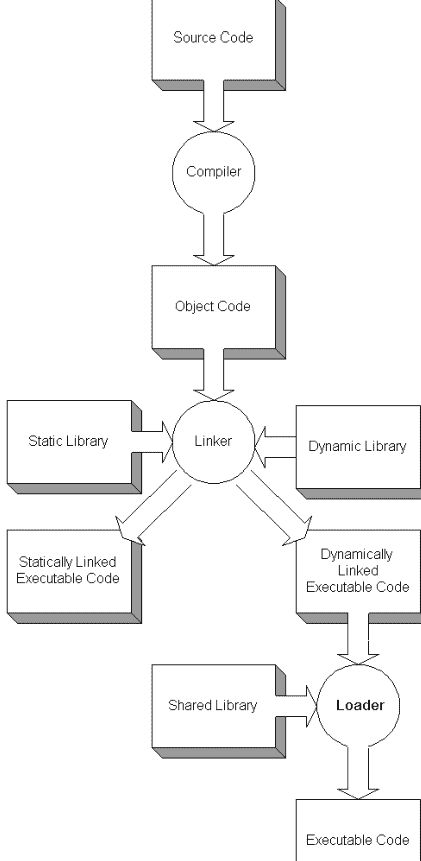 Source Code
Compiler
Object Code
Static Library
Linker
Dynamic Library
Statically Linked
Executable Code
Dynamically
Linked
Executable Code
Shared Library
Loader
Executable Code